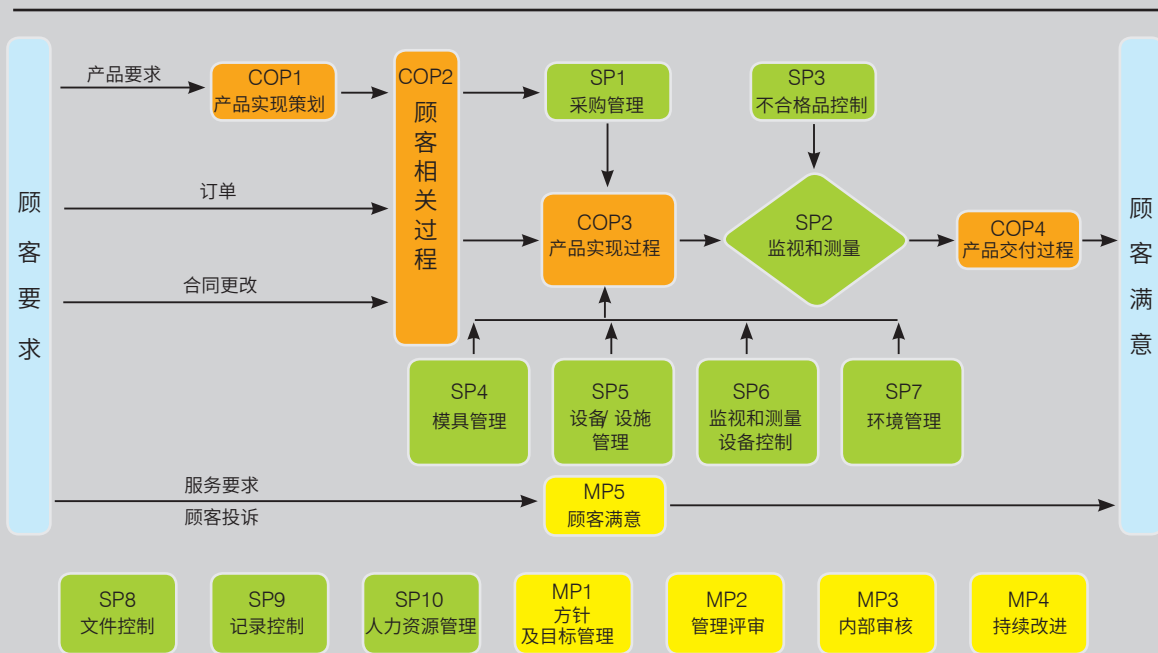 顾客要求
产品要求
COP1
产品实现策划
COP2
顾客相关过程
SP1
采购管理
SP3
不合格品控制
订单
COP3
产品实现过程
SP2
监视和测量
COP4
产品交付过程
顾客满意
合同更改
SP4
模具管理
SP5
设备/设施
管理
SP6
监视和测量
设备控制
SP7
环境管理
服务要求
顾客投诉
MP5
顾客满意
SP8
文件控制
SP9
记录控制
SP10
人力资源管理
MP1
方针
及目标管理
MP2
管理评审
MP3
内部审核
MP4
持续改进